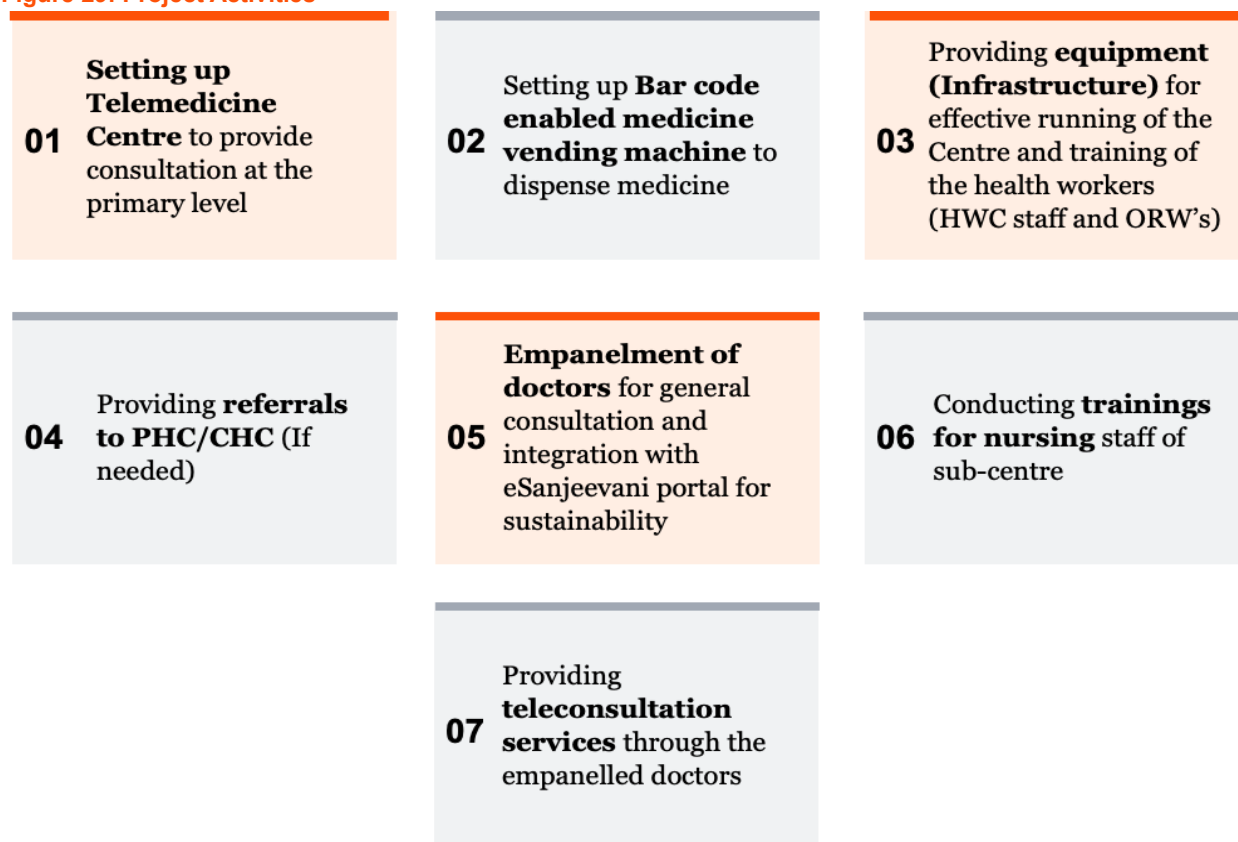 Project Activities
01
Setting up
Telemedicine
Centre to provide
consultation at the
primary level
02
Setting up Bar code
enabled medicine
vending machine to
dispense medicine
03
Providing equipment
(Infrastructure) for
effective running of the
Centre and training of
the health workers
(HWC staff and ORW’s)
04
Providing referrals
to PHC/CHC (If
needed)
05
Empanelment of
doctors for general
consultation and
integration with
eSanjeevani portal for
sustainability
06
Conducting trainings
for nursing staff of
sub-centre
07
Providing
teleconsultation
services through the
empanelled doctors